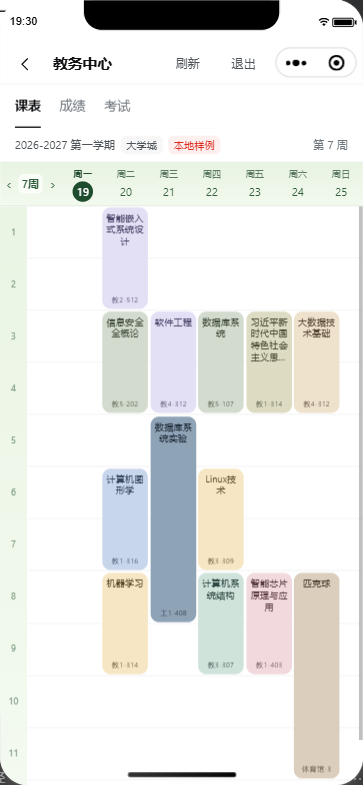 19:30
教务中心 刷新 退出
课表 成绩 考试
2026-2027 第一学期 大学城 本地样例 第 7 周
7周
周一 周二 周三 周四 周五 周六 周日
19 20 21 22 23 24 25
1
智能嵌入
式系统设
计
2
教2-512
3
信息安全
全概论
软件工程
数据库系
统
习近平新
时代中国
特色社会
主义思...
大数据技
术基础
4
教5-202
教4-312
教5-107
教1-314
教4-312
5
数据库系
统实验
6
计算机图
形学
Linux技
术
7
教1-316
教3-309
8
机器学习
工1-408
计算机系
统结构
智能芯片
原理与应
用
匹克球
9
教1-314
教3-307
教1-403
10
11
体育馆-3